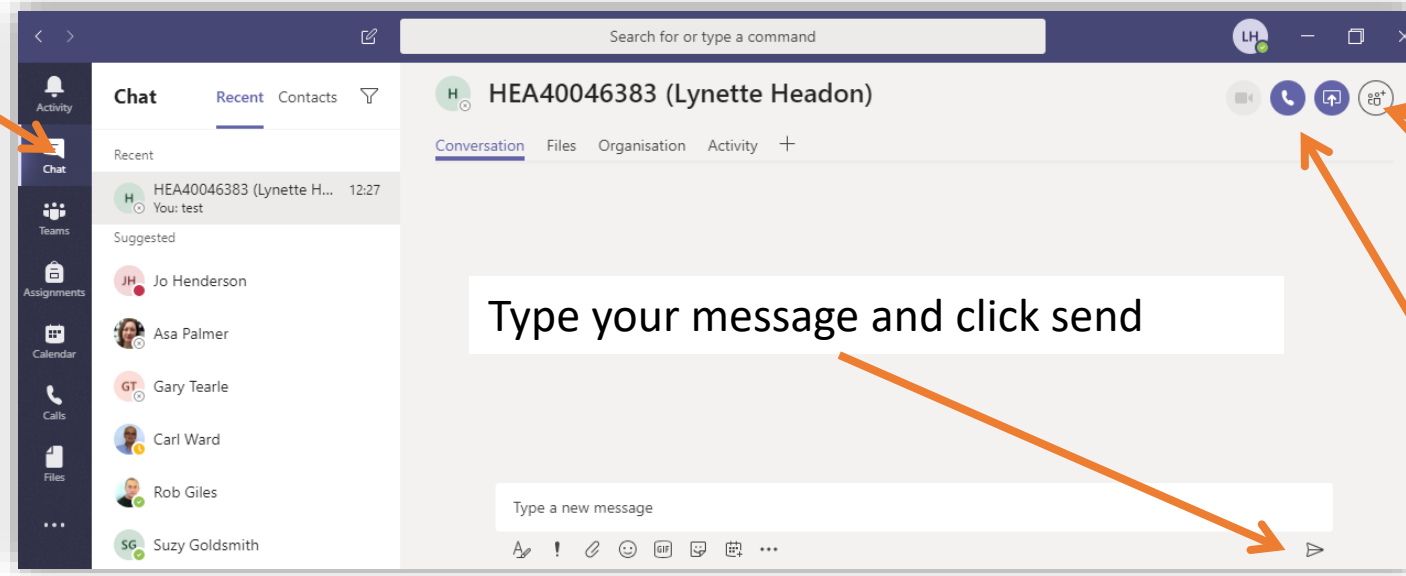 Search for or type a command
LH
Activity
Chat
Teams
Assignments
Calendar
Calls
Files
Chat Recent Contacts
Recent
H HEA40046383 (Lynette H... 12:27
You: test
Suggested
JH Jo Henderson
Asa Palmer
GT Gary Tearle
Carl Ward
Rob Giles
SG Suzy Goldsmith
H HEA40046383 (Lynette Headon)
Conversation Files Organisation Activity
Type your message and click send
Type a new message
GIF